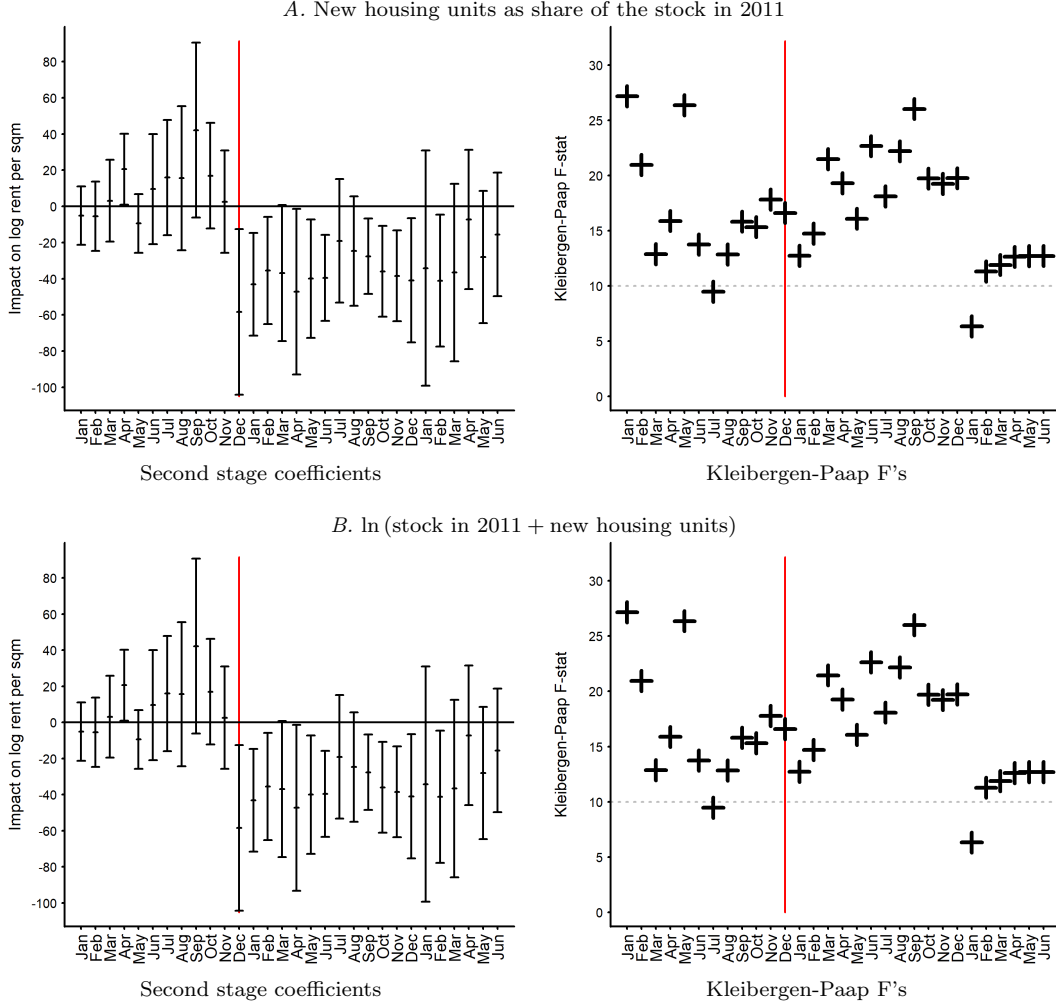 A. New housing units as share of the stock in 2011
Impact on log rent per sqm
80
60
40
20
0
-20
-40
-60
-80
-100
Jan Feb Mar Apr May Jun Jul Aug Sep Oct Nov Dec Jan Feb Mar Apr May Jun Jul Aug Sep Oct Nov Dec Jan Feb Mar Apr May Jun
Second stage coefficients
Kleibergen-Paap F-stat
30
25
20
15
10
5
0
Jan Feb Mar Apr May Jun Jul Aug Sep Oct Nov Dec Jan Feb Mar Apr May Jun Jul Aug Sep Oct Nov Dec Jan Feb Mar Apr May Jun
Kleibergen-Paap F's
B. ln (stock in 2011 + new housing units)
Impact on log rent per sqm
80
60
40
20
0
-20
-40
-60
-80
-100
Jan Feb Mar Apr May Jun Jul Aug Sep Oct Nov Dec Jan Feb Mar Apr May Jun Jul Aug Sep Oct Nov Dec Jan Feb Mar Apr May Jun
Second stage coefficients
Kleibergen-Paap F-stat
30
25
20
15
10
5
0
Jan Feb Mar Apr May Jun Jul Aug Sep Oct Nov Dec Jan Feb Mar Apr May Jun Jul Aug Sep Oct Nov Dec Jan Feb Mar Apr May Jun
Kleibergen-Paap F's